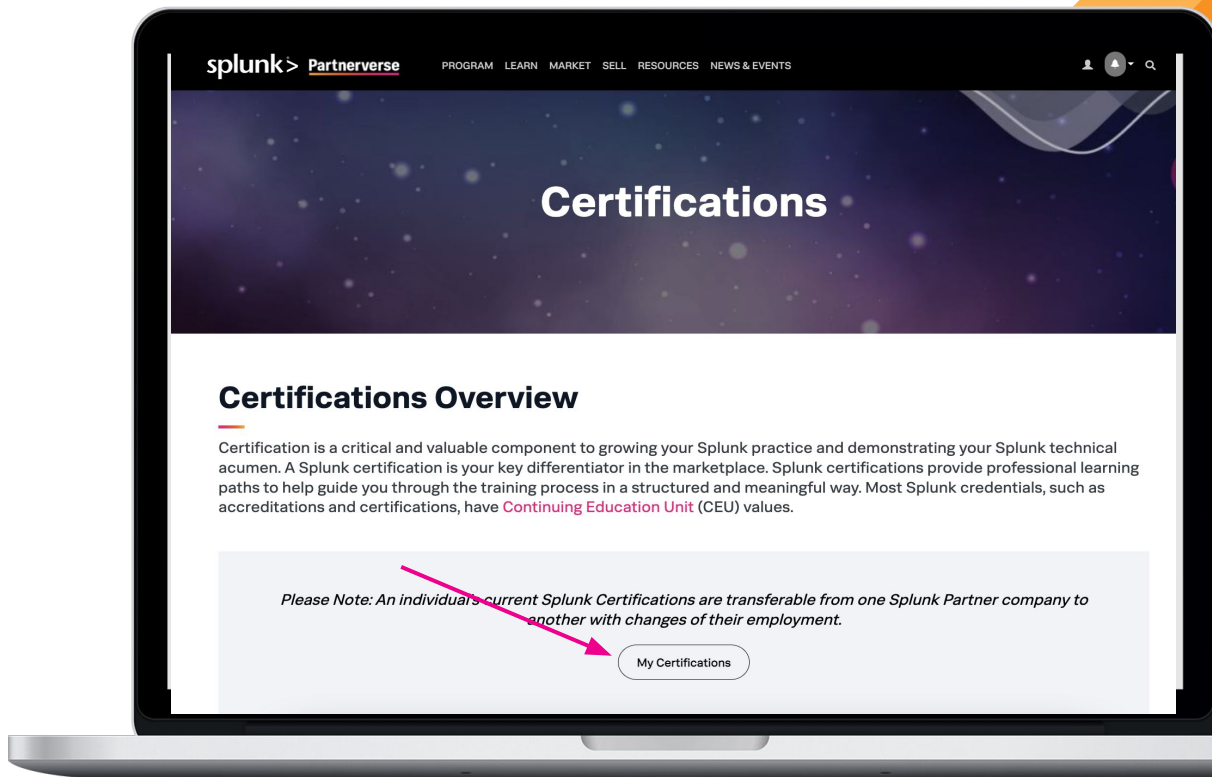 splunk> Partnerverse PROGRAM LEARN MARKET SELL RESOURCES NEWS & EVENTS
Certifications
Certifications Overview
Certification is a critical and valuable component to growing your Splunk practice and demonstrating your Splunk technical
acumen. A Splunk certification is your key differentiator in the marketplace. Splunk certifications provide professional learning
paths to help guide you through the training process in a structured and meaningful way. Most Splunk credentials, such as
accreditations and certifications, have Continuing Education Unit (CEU) values.
Please Note: An individual's current Splunk Certifications are transferable from one Splunk Partner company to
another with changes of their employment.
My Certifications